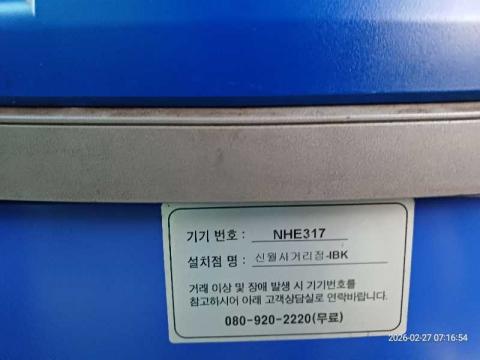 기기 번호 : NHE317
설치점 명 : 신월사거리점-IBK
거래 이상 및 장애 발생 시 기기번호를
참고하시어 아래 고객상담실로 연락바랍니다.
080-920-2220(무료)
2026-02-27 07:16:54